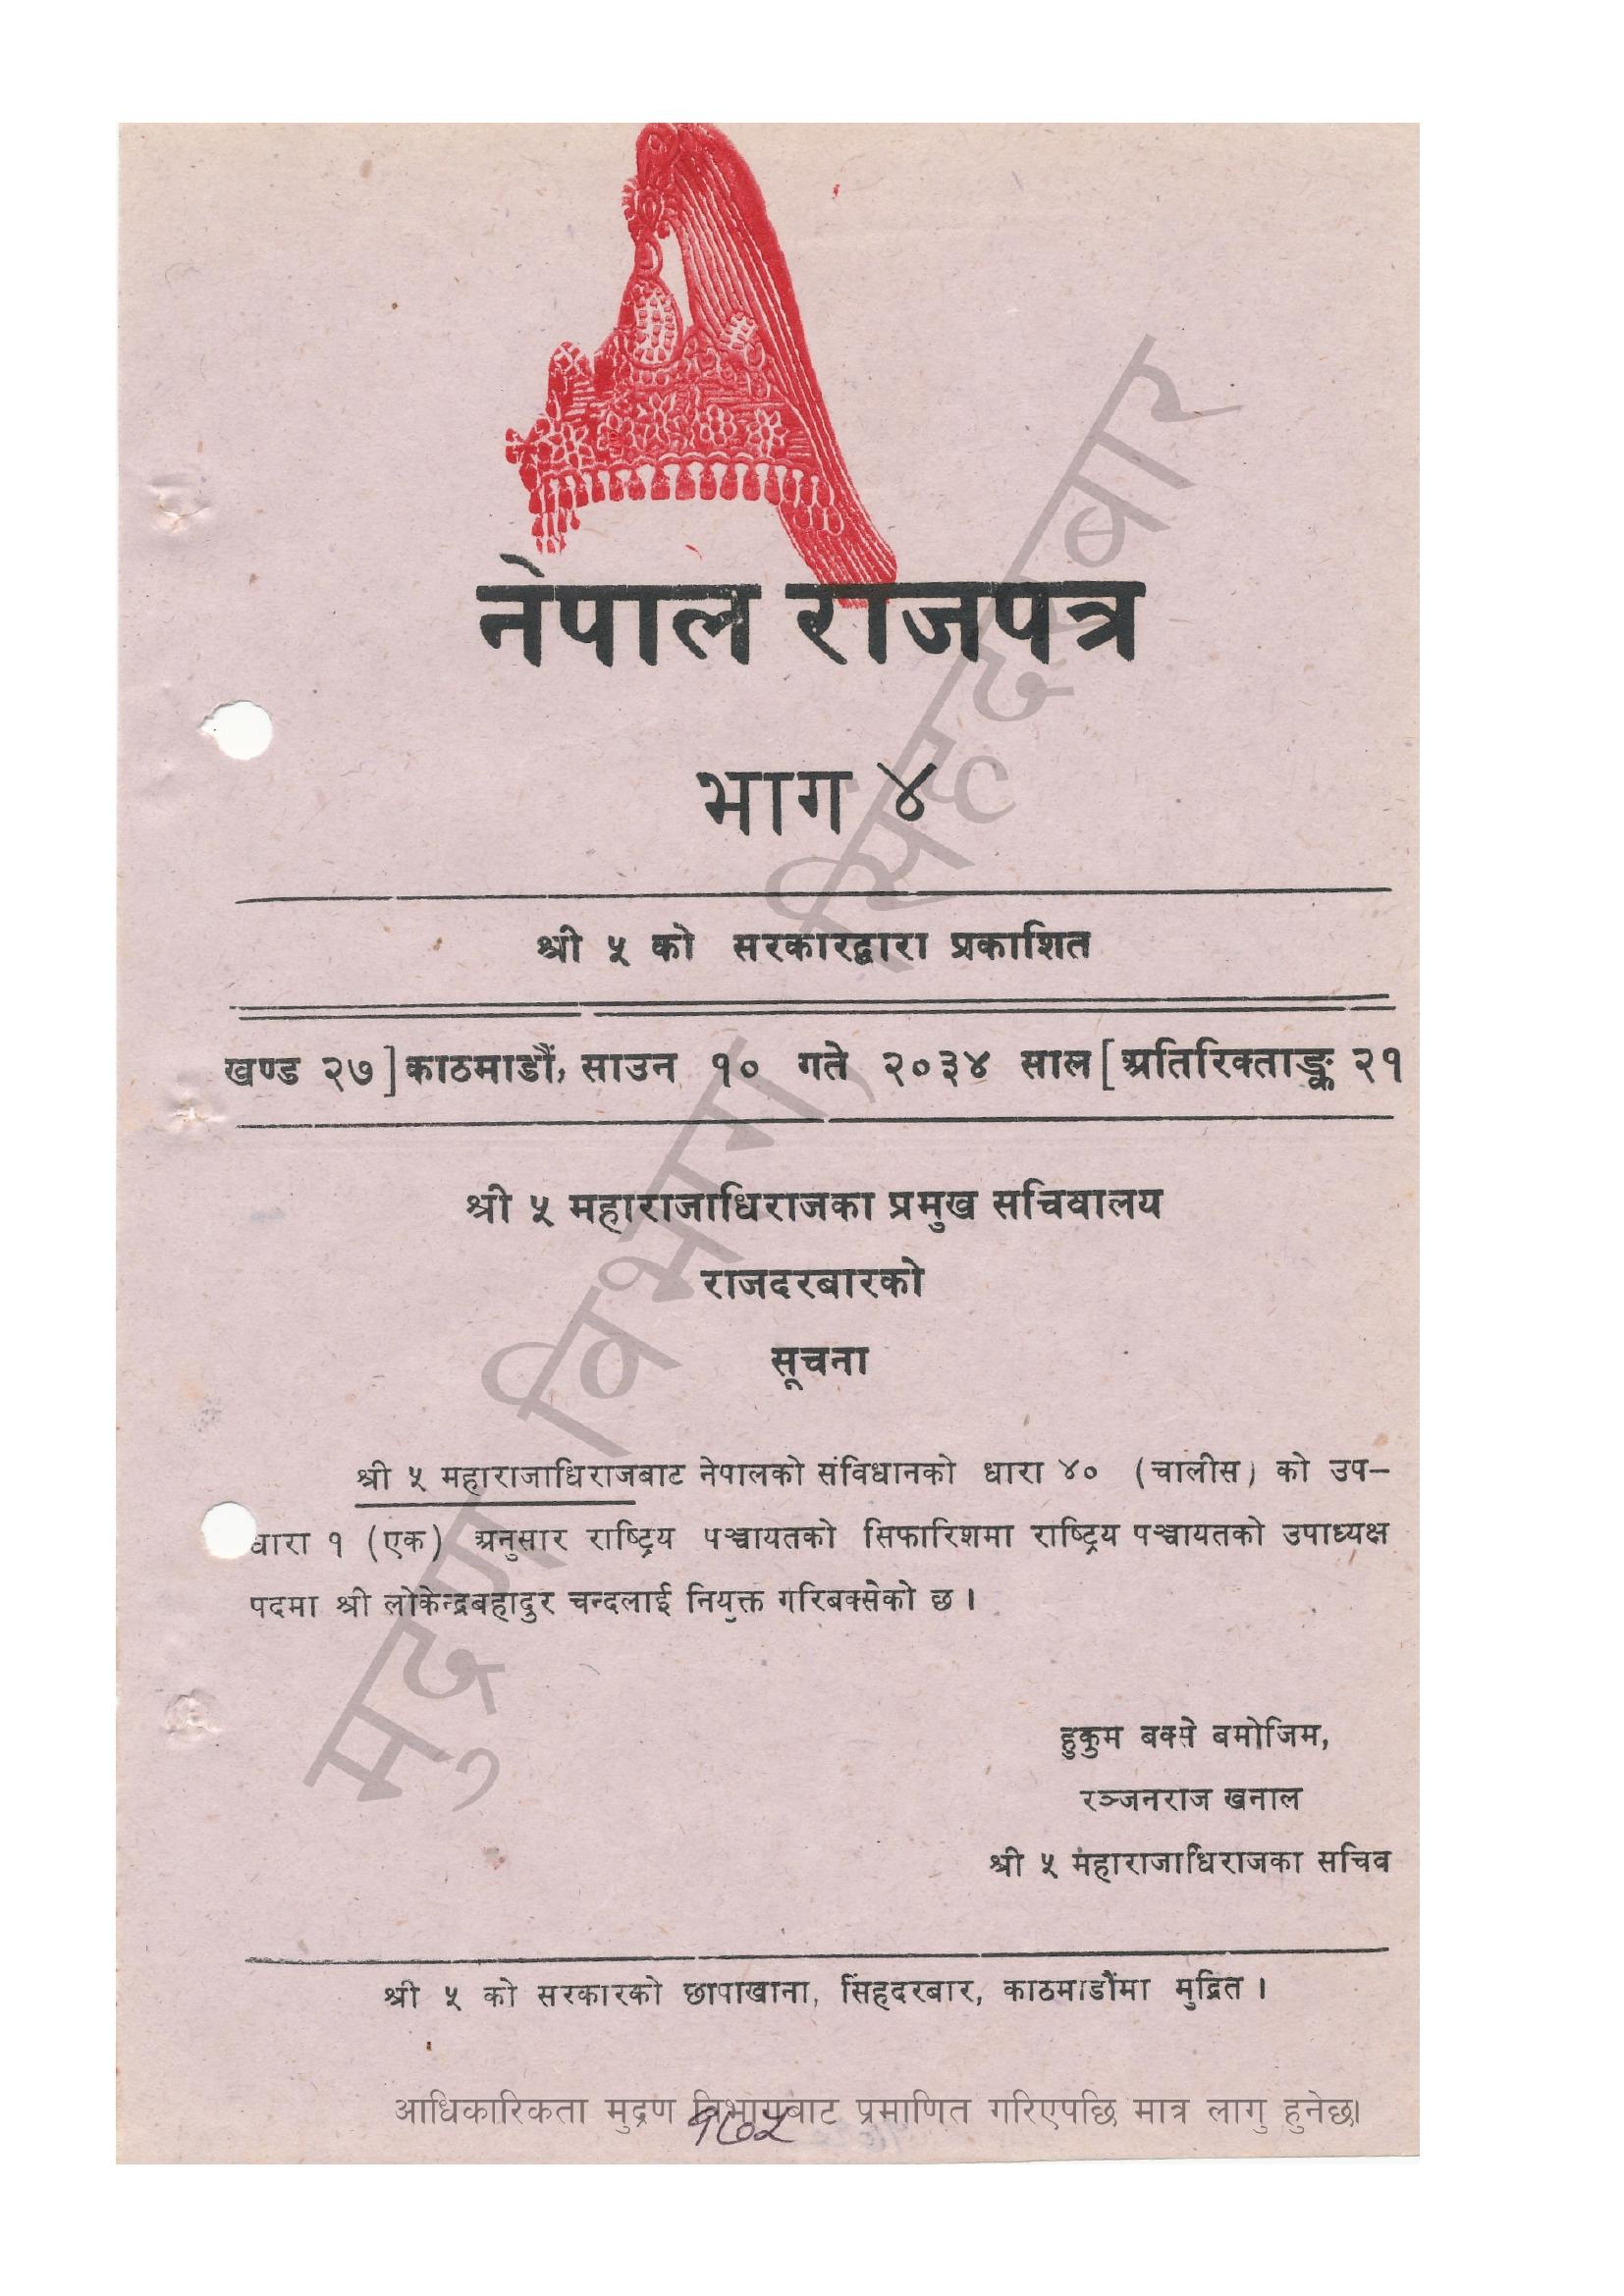 नेपाल राजपत्र
भाग ४
श्री ५ को सरकारद्वारा प्रकाशित
खण्ड २७] काठमाडौं, साउन १० गते २०३४ साल [अतिरिक्ताङ्क २१
श्री ५ महाराजाधिराजका प्रमुख सचिवालय
राजदरबारको
सूचना
श्री ५ महाराजाधिराजबाट नेपालको संविधानको धारा ४० (चालीस) को उप–
धारा १ (एक) अनुसार राष्ट्रिय पञ्चायतको सिफारिशमा राष्ट्रिय पञ्चायतको उपाध्यक्ष
पदमा श्री लोकेन्द्रबहादुर चन्दलाई नियुक्त गरिबक्सेको छ ।
हुकुम बक्से बमोजिम,
रञ्जनराज खनाल
श्री ५ महाराजाधिराजका सचिव
श्री ५ को सरकारको छापाखाना, सिंहदरबार, काठमाडौंमा मुद्रित ।
आधिकारिकता मुद्रण विभागबाट प्रमाणित गरिएपछि मात्र लागु हुनेछ।
१७५
मुद्रण विभाग, सिंहदरबार